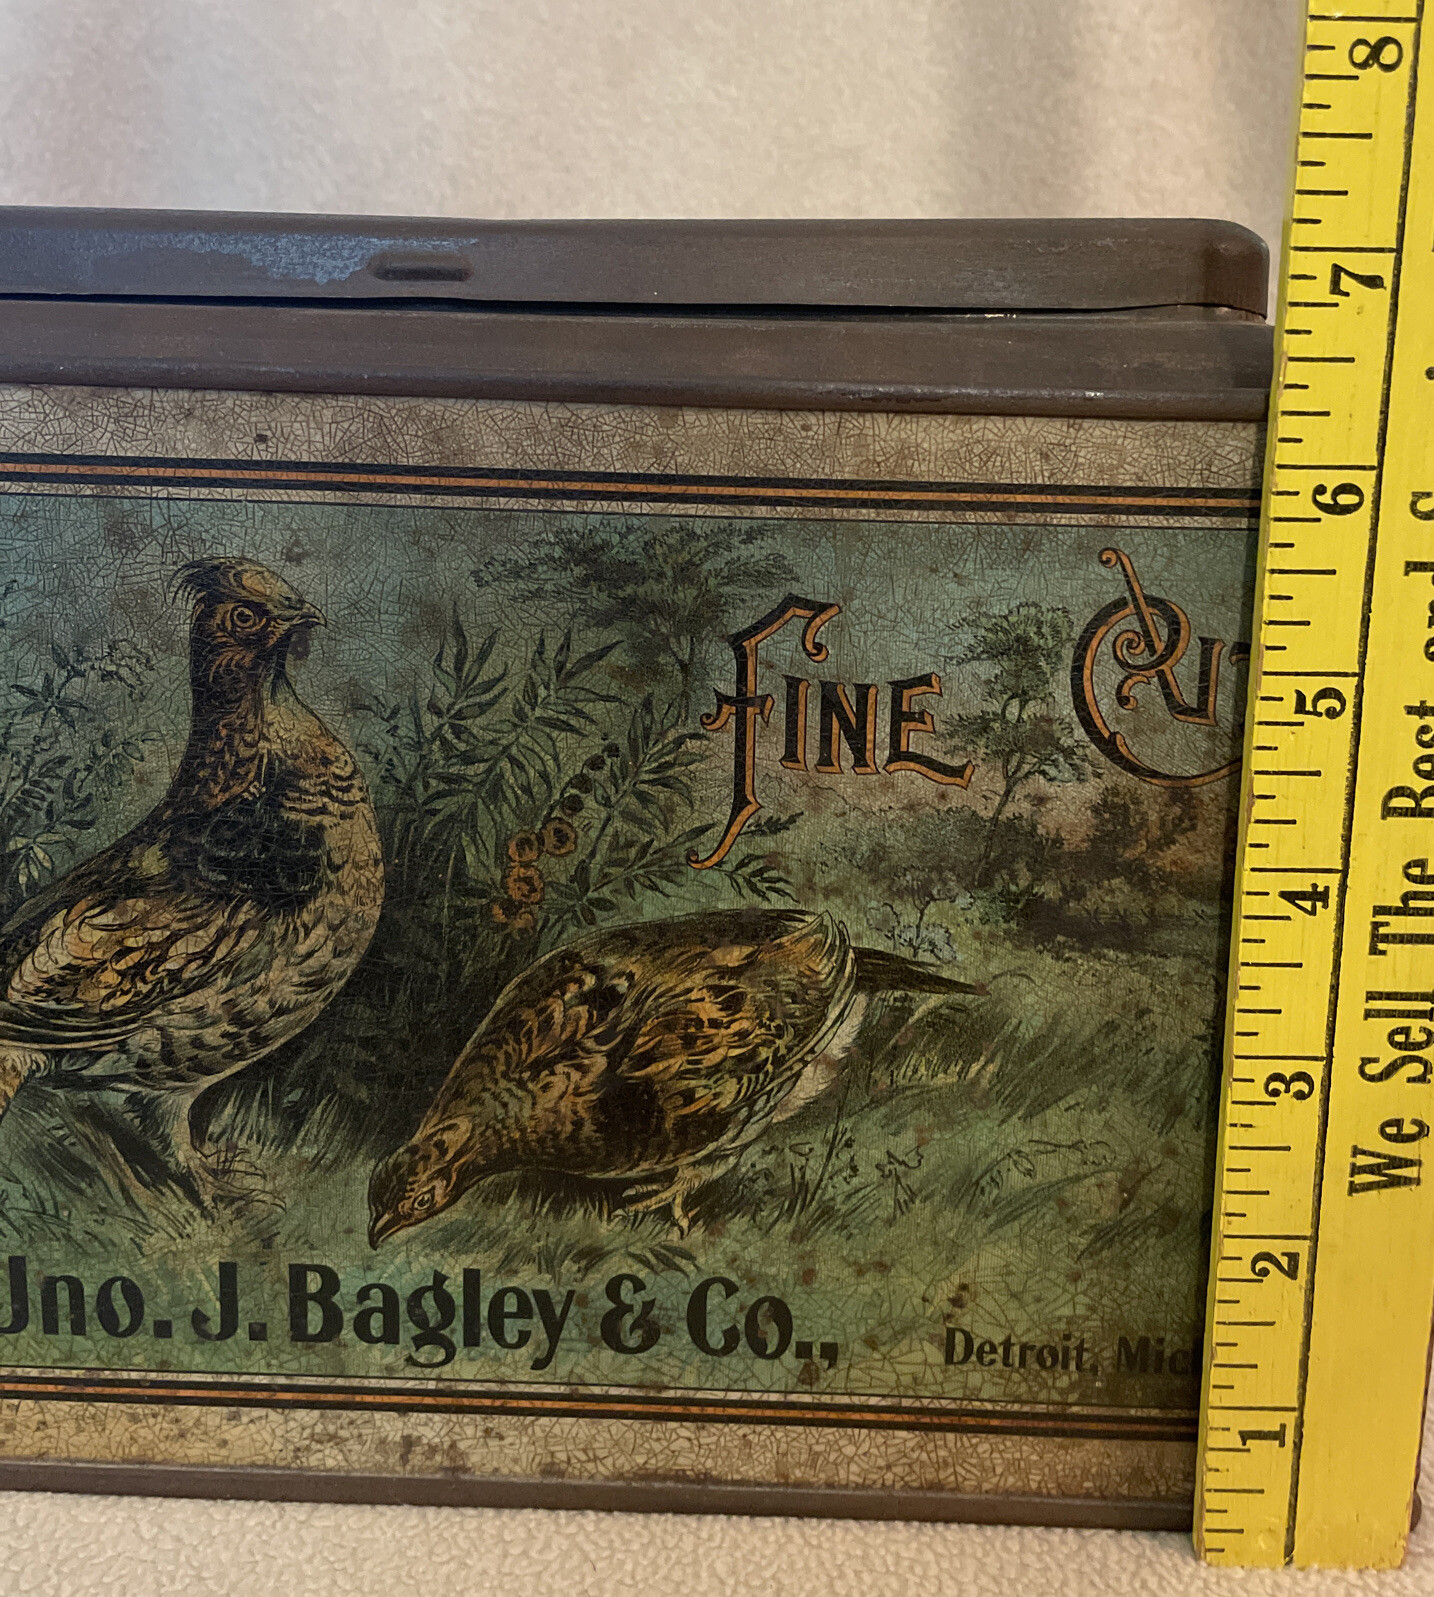 FINE CUT
Jno. J. Bagley & Co.,
Detroit, Mich
8
7
6
5
4
3
2
1
We Sell The Best and